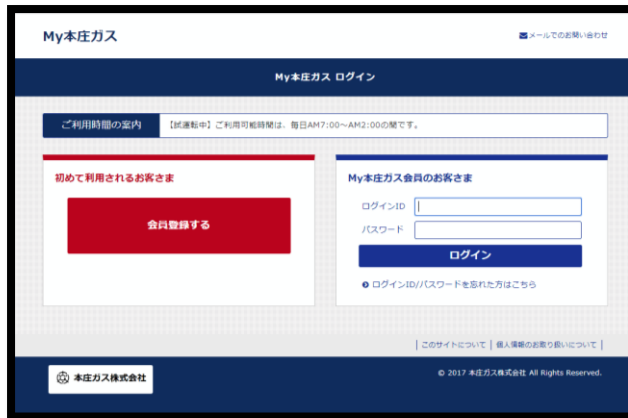 My本庄ガス
メールでのお問い合わせ
My本庄ガス ログイン
ご利用時間の案内
【試運転中】ご利用可能時間は、毎日AM7:00～AM2:00の間です。
初めて利用されるお客さま
会員登録する
My本庄ガス会員のお客さま
ログインID
パスワード
ログイン
ログインID/パスワードを忘れた方はこちら
| このサイトについて | 個人情報のお取り扱いについて |
本庄ガス株式会社
© 2017 本庄ガス株式会社 All Rights Reserved.